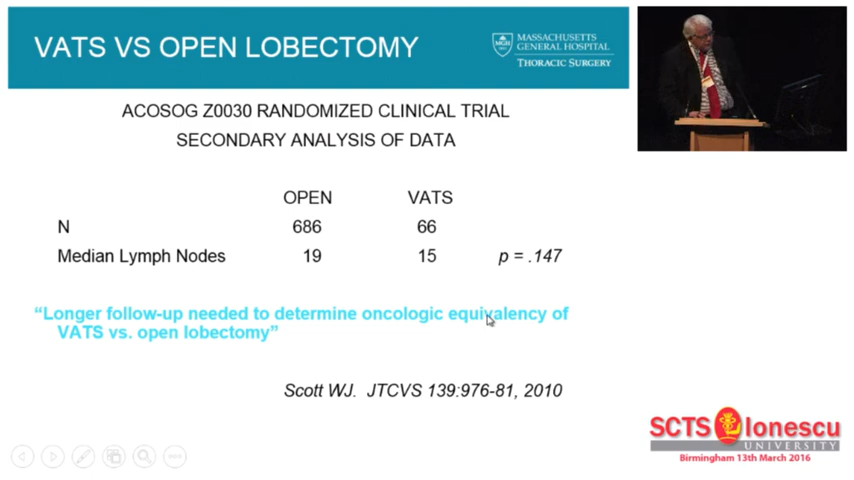 VATS VS OPEN LOBECTOMY
MASSACHUSETTS
GENERAL HOSPITAL
THORACIC SURGERY
MGH
1811
ACOSOG Z0030 RANDOMIZED CLINICAL TRIAL
SECONDARY ANALYSIS OF DATA
OPEN VATS
N 686 66
Median Lymph Nodes 19 15 p = .147
“Longer follow-up needed to determine oncologic equivalency of
VATS vs. open lobectomy”
Scott WJ. JTCVS 139:976-81, 2010
SCTS Ionescu
UNIVERSITY
Birmingham 13th March 2016